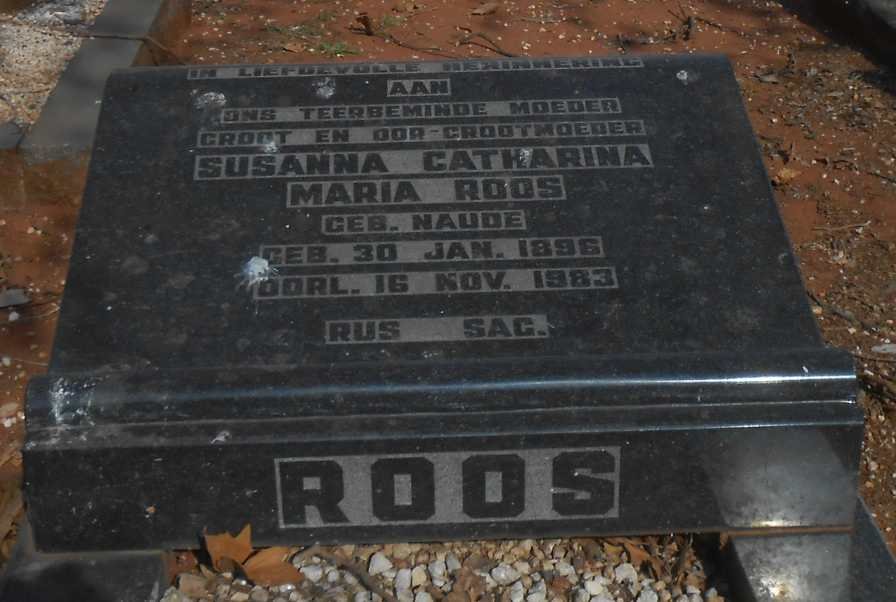 IN LIEFDEVOLLE HERINNERING
AAN
ONS TEERBEMINDE MOEDER
GROOT EN OOR-GROOTMOEDER
SUSANNA CATHARINA
MARIA ROOS
GEB. NAUDE
GEB. 30 JAN. 1896
OORL. 16 NOV. 1983
RUS SAG.
ROOS